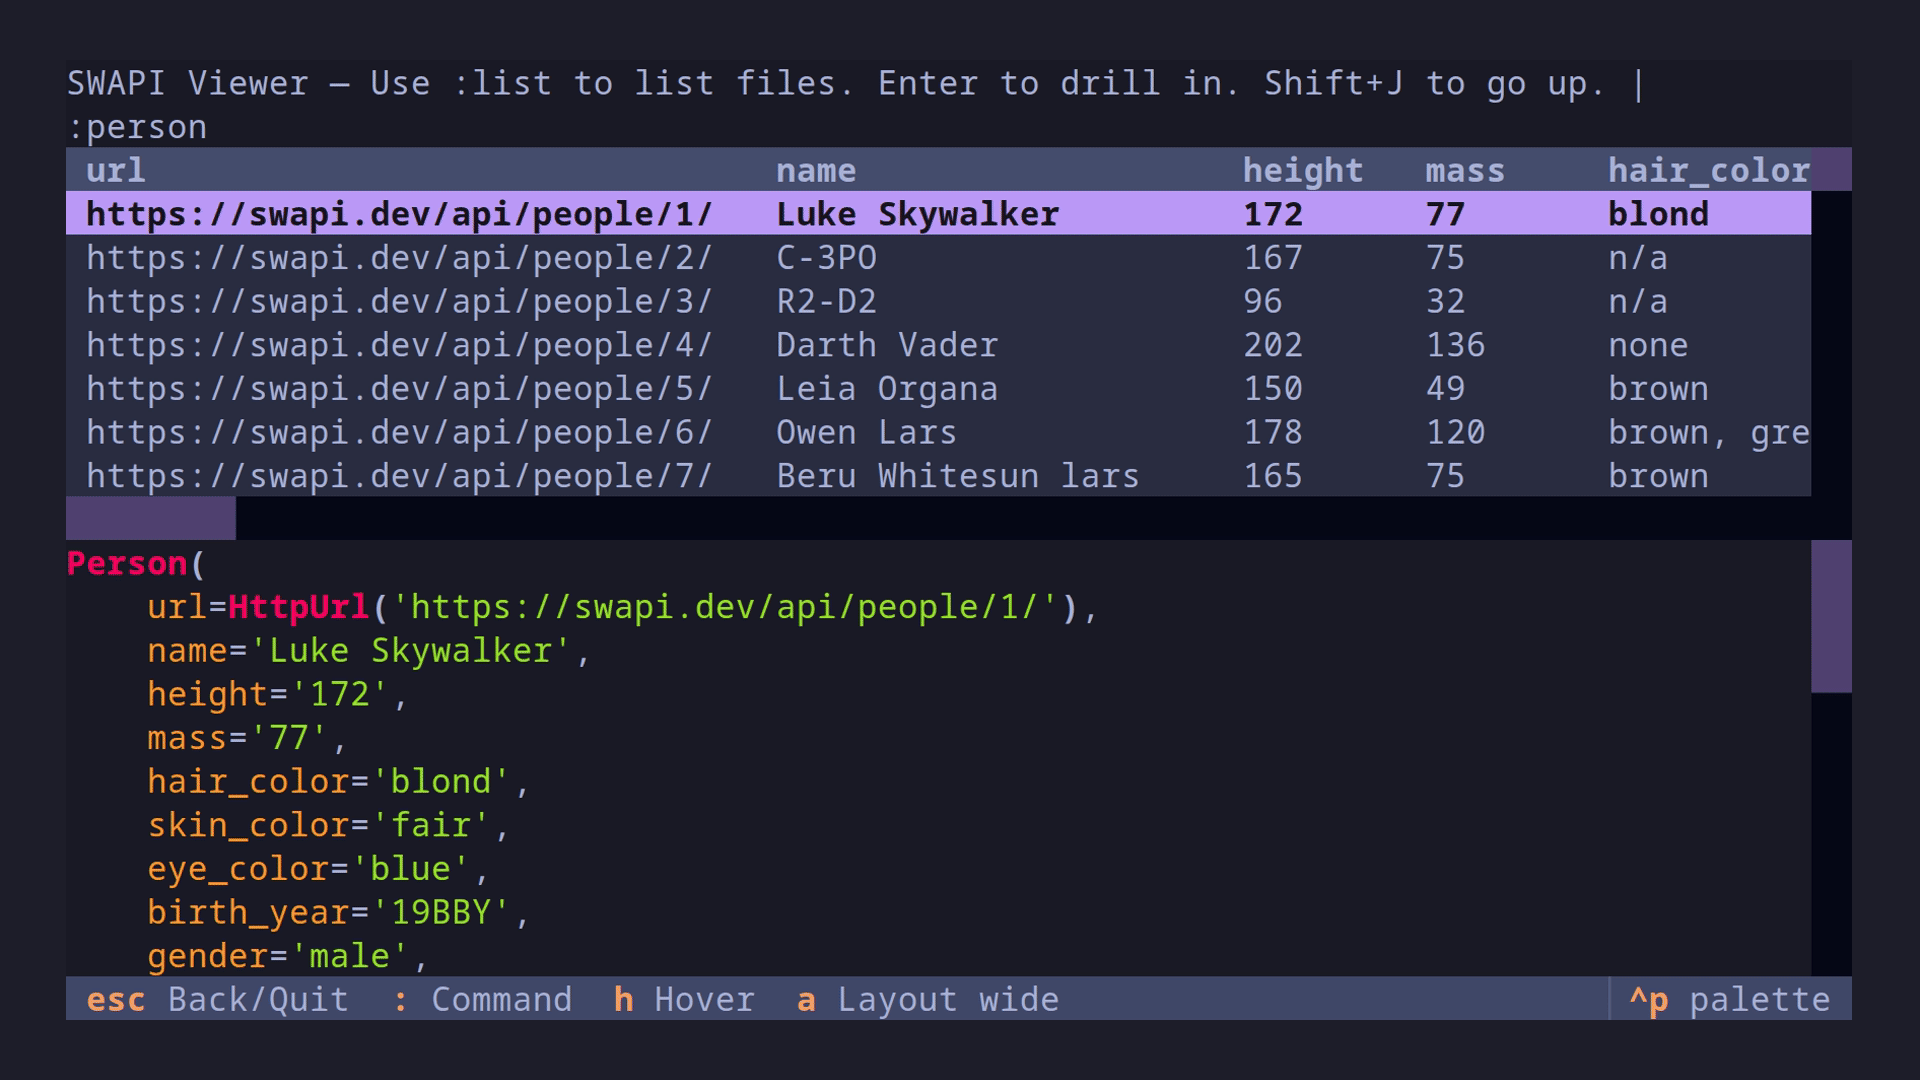 SWAPI Viewer — Use :list to list files. Enter to drill in. Shift+J to go up. |
:person
url name height mass hair_color
https://swapi.dev/api/people/1/ Luke Skywalker 172 77 blond
https://swapi.dev/api/people/2/ C-3PO 167 75 n/a
https://swapi.dev/api/people/3/ R2-D2 96 32 n/a
https://swapi.dev/api/people/4/ Darth Vader 202 136 none
https://swapi.dev/api/people/5/ Leia Organa 150 49 brown
https://swapi.dev/api/people/6/ Owen Lars 178 120 brown, gre
https://swapi.dev/api/people/7/ Beru Whitesun lars 165 75 brown
Person(
    url=HttpUrl('https://swapi.dev/api/people/1/'),
    name='Luke Skywalker',
    height='172',
    mass='77',
    hair_color='blond',
    skin_color='fair',
    eye_color='blue',
    birth_year='19BBY',
    gender='male',
esc Back/Quit : Command h Hover a Layout wide ^p palette